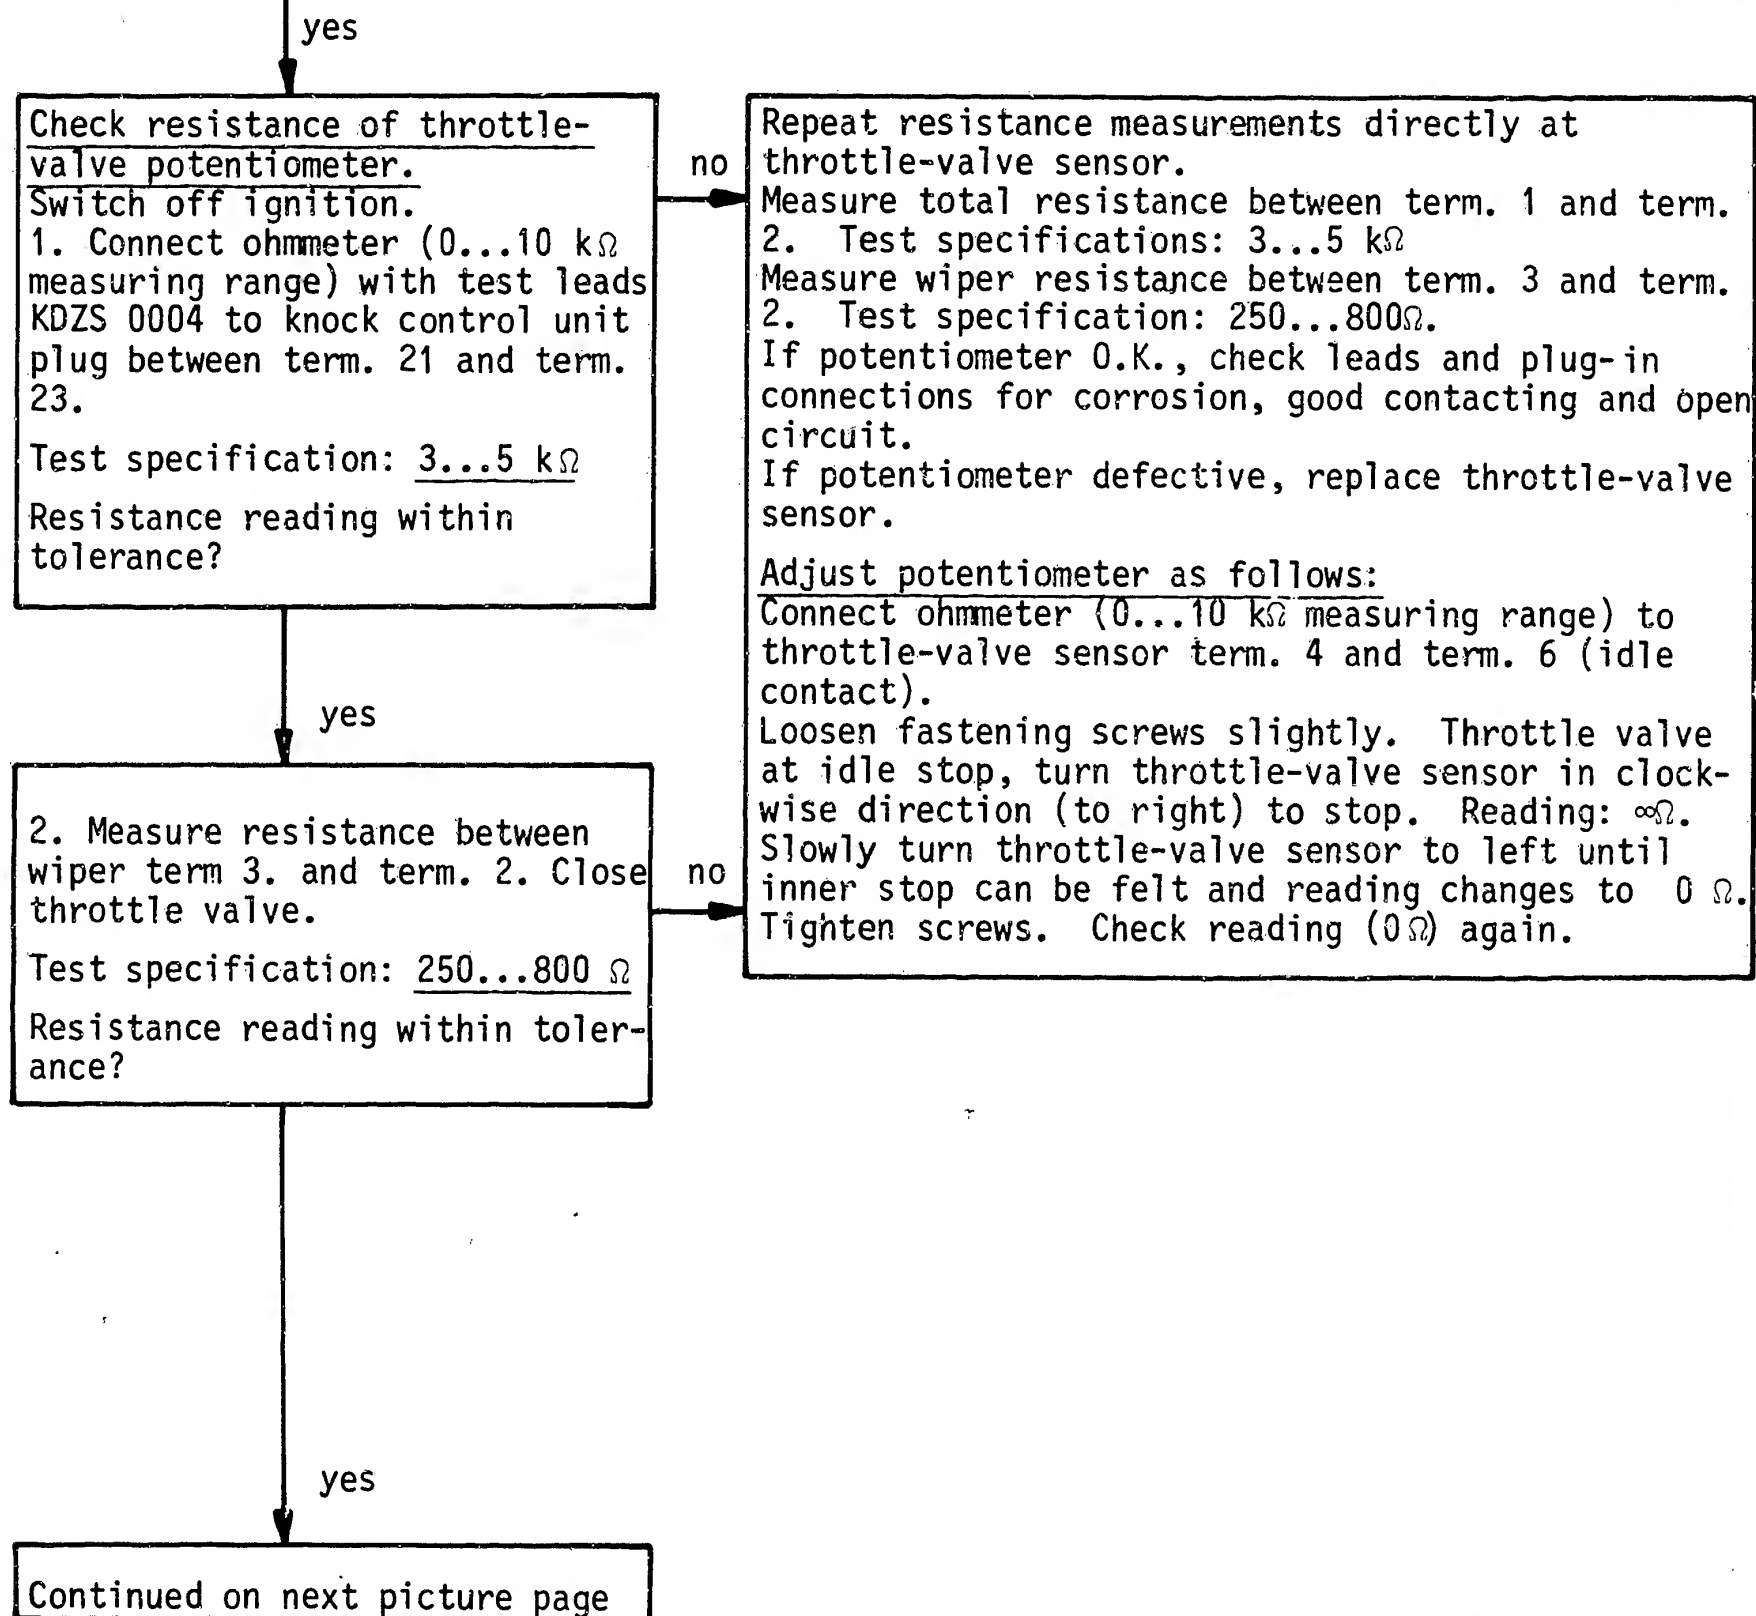 yes
Check resistance of throttle-
valve potentiometer.
Switch off ignition.
1. Connect ohmmeter (0...10 kΩ
measuring range) with test leads
KDZS 0004 to knock control unit
plug between term. 21 and term.
23.
Test specification: 3...5 kΩ
Resistance reading within
tolerance?
no
Repeat resistance measurements directly at
throttle-valve sensor.
Measure total resistance between term. 1 and term.
2. Test specifications: 3...5 kΩ
Measure wiper resistance between term. 3 and term.
2. Test specification: 250...800Ω.
If potentiometer O.K., check leads and plug-in
connections for corrosion, good contacting and open
circuit.
If potentiometer defective, replace throttle-valve
sensor.
Adjust potentiometer as follows:
Connect ohmmeter (0...10 kΩ measuring range) to
throttle-valve sensor term. 4 and term. 6 (idle
contact).
Loosen fastening screws slightly. Throttle valve
at idle stop, turn throttle-valve sensor in clock-
wise direction (to right) to stop. Reading: ∞Ω.
Slowly turn throttle-valve sensor to left until
inner stop can be felt and reading changes to 0 Ω.
Tighten screws. Check reading (0Ω) again.
yes
2. Measure resistance between
wiper term 3. and term. 2. Close
throttle valve.
Test specification: 250...800 Ω
Resistance reading within toler-
ance?
no
yes
Continued on next picture page